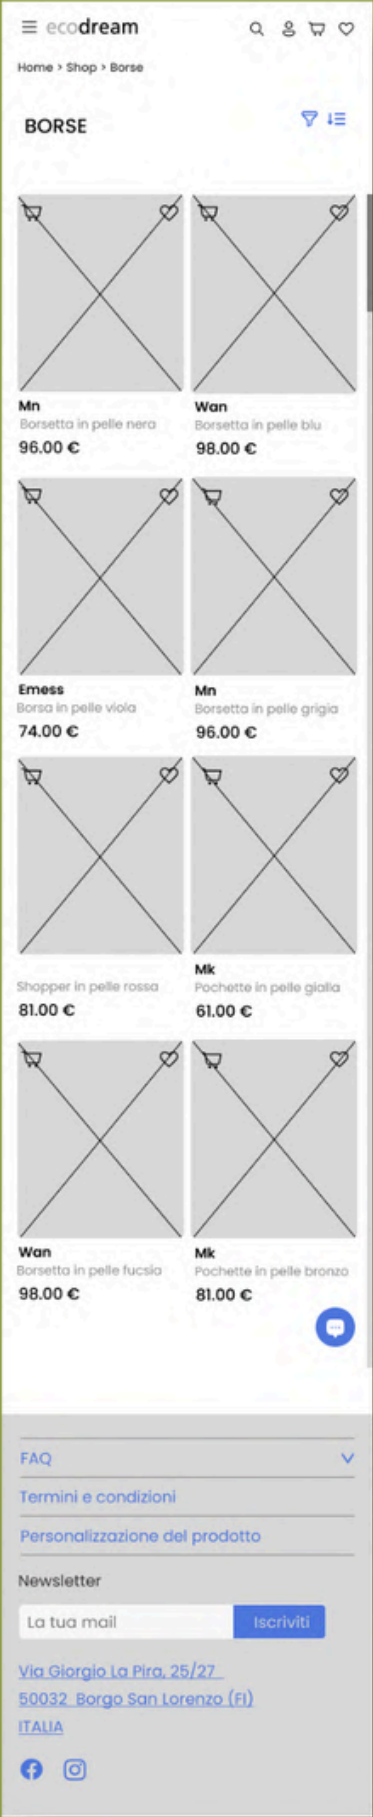 ecodream
Home > Shop > Borse
BORSE
Mn
Borsetta in pelle nera
96.00 €
Wan
Borsetta in pelle blu
98.00 €
Emess
Borsa in pelle viola
74.00 €
Mn
Borsetta in pelle grigia
96.00 €
Shopper in pelle rossa
81.00 €
Mk
Pochette in pelle gialla
61.00 €
Wan
Borsetta in pelle fucsia
98.00 €
Mk
Pochette in pelle bronzo
81.00 €
FAQ
Termini e condizioni
Personalizzazione del prodotto
Newsletter
La tua mail
Iscriviti
Via Giorgio La Pira, 25/27
50032 Borgo San Lorenzo (FI)
ITALIA